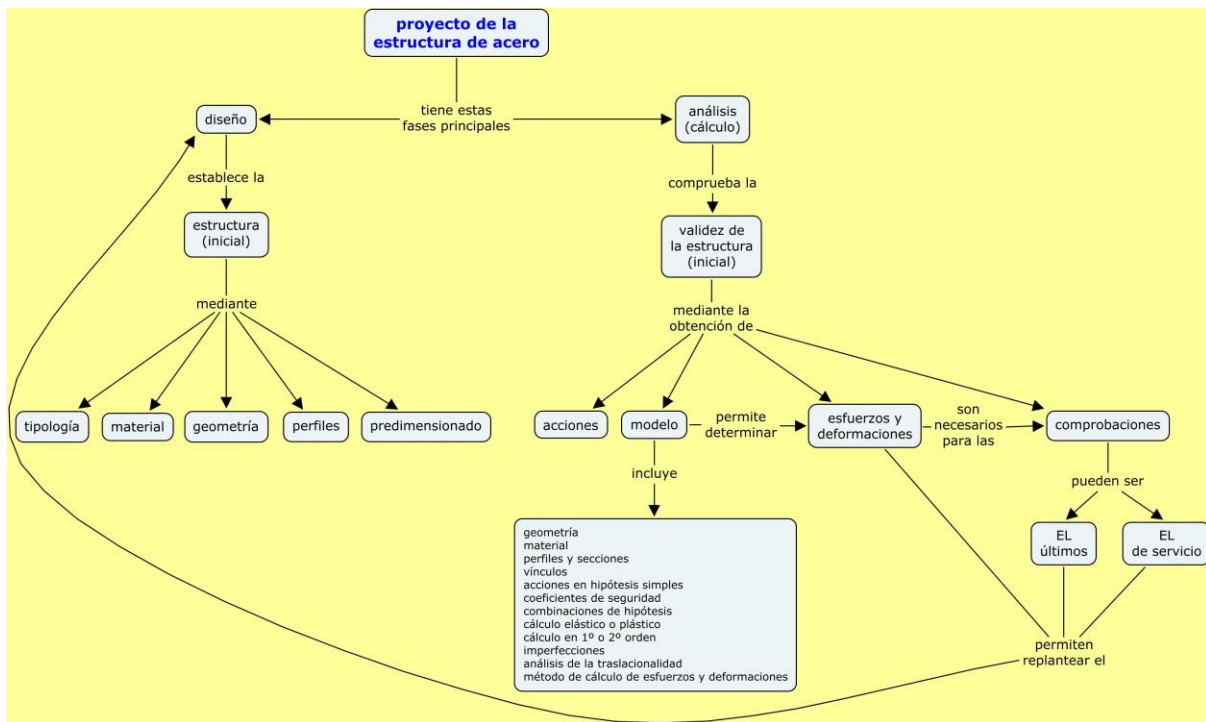 proyecto de la
estructura de acero
tiene estas
fases principales
diseño
análisis
(cálculo)
establece la
comprueba la
estructura
(inicial)
validez de
la estructura
(inicial)
mediante
mediante la
obtención de
tipología
material
geometría
perfiles
predimensionado
acciones
modelo
permite
determinar
esfuerzos y
deformaciones
son
necesarios
para las
comprobaciones
incluye
pueden ser
geometría
material
perfiles y secciones
vínculos
acciones en hipótesis simples
coeficientes de seguridad
combinaciones de hipótesis
cálculo elástico o plástico
cálculo en 1º o 2º orden
imperfecciones
análisis de la traslacionalidad
método de cálculo de esfuerzos y deformaciones
EL
últimos
EL
de servicio
permiten
replantear el